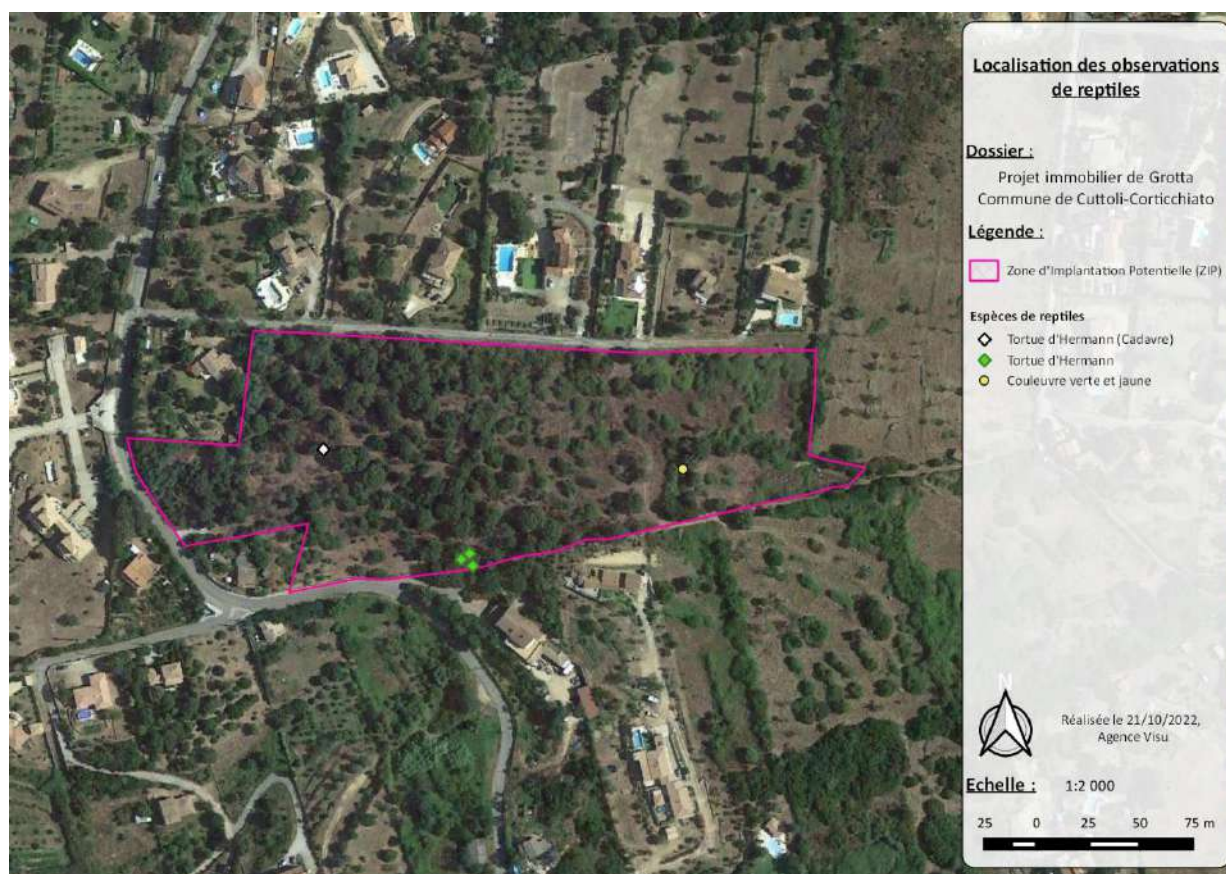 Localisation des observations
de reptiles
Dossier :
Projet immobilier de Grotta
Commune de Cuttoli-Corticchiato
Légende :
Zone d'Implantation Potentielle (ZIP)
Espèces de reptiles
Tortue d'Hermann (Cadavre)
Tortue d'Hermann
Couleuvre verte et jaune
N
Réalisée le 21/10/2022,
Agence Visu
Echelle : 1:2 000
25 0 25 50 75 m